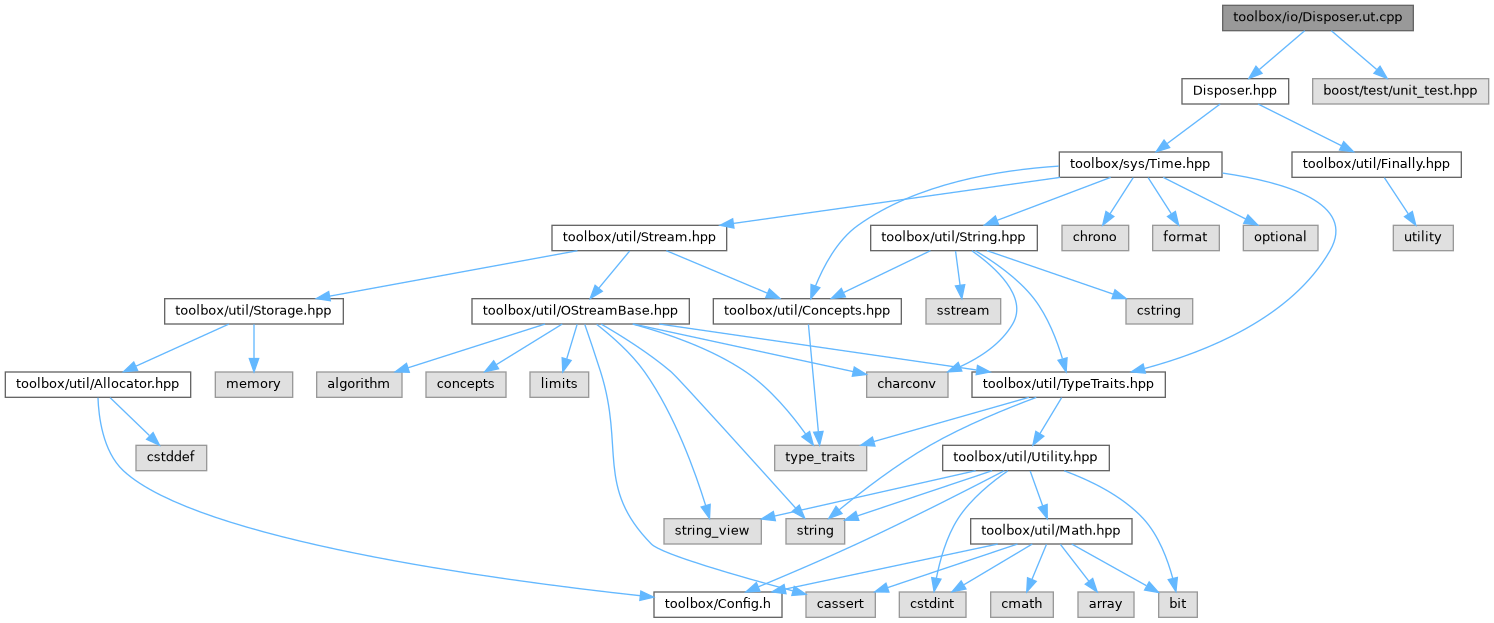 toolbox/io/Disposer.ut.cpp
Disposer.hpp
boost/test/unit_test.hpp
toolbox/sys/Time.hpp
toolbox/util/Finally.hpp
toolbox/util/Stream.hpp
toolbox/util/String.hpp
chrono
format
optional
utility
toolbox/util/Storage.hpp
toolbox/util/OStreamBase.hpp
toolbox/util/Concepts.hpp
sstream
cstring
toolbox/util/Allocator.hpp
memory
algorithm
concepts
limits
charconv
toolbox/util/TypeTraits.hpp
cstddef
type_traits
toolbox/util/Utility.hpp
string_view
string
toolbox/util/Math.hpp
toolbox/Config.h
cassert
cstdint
cmath
array
bit